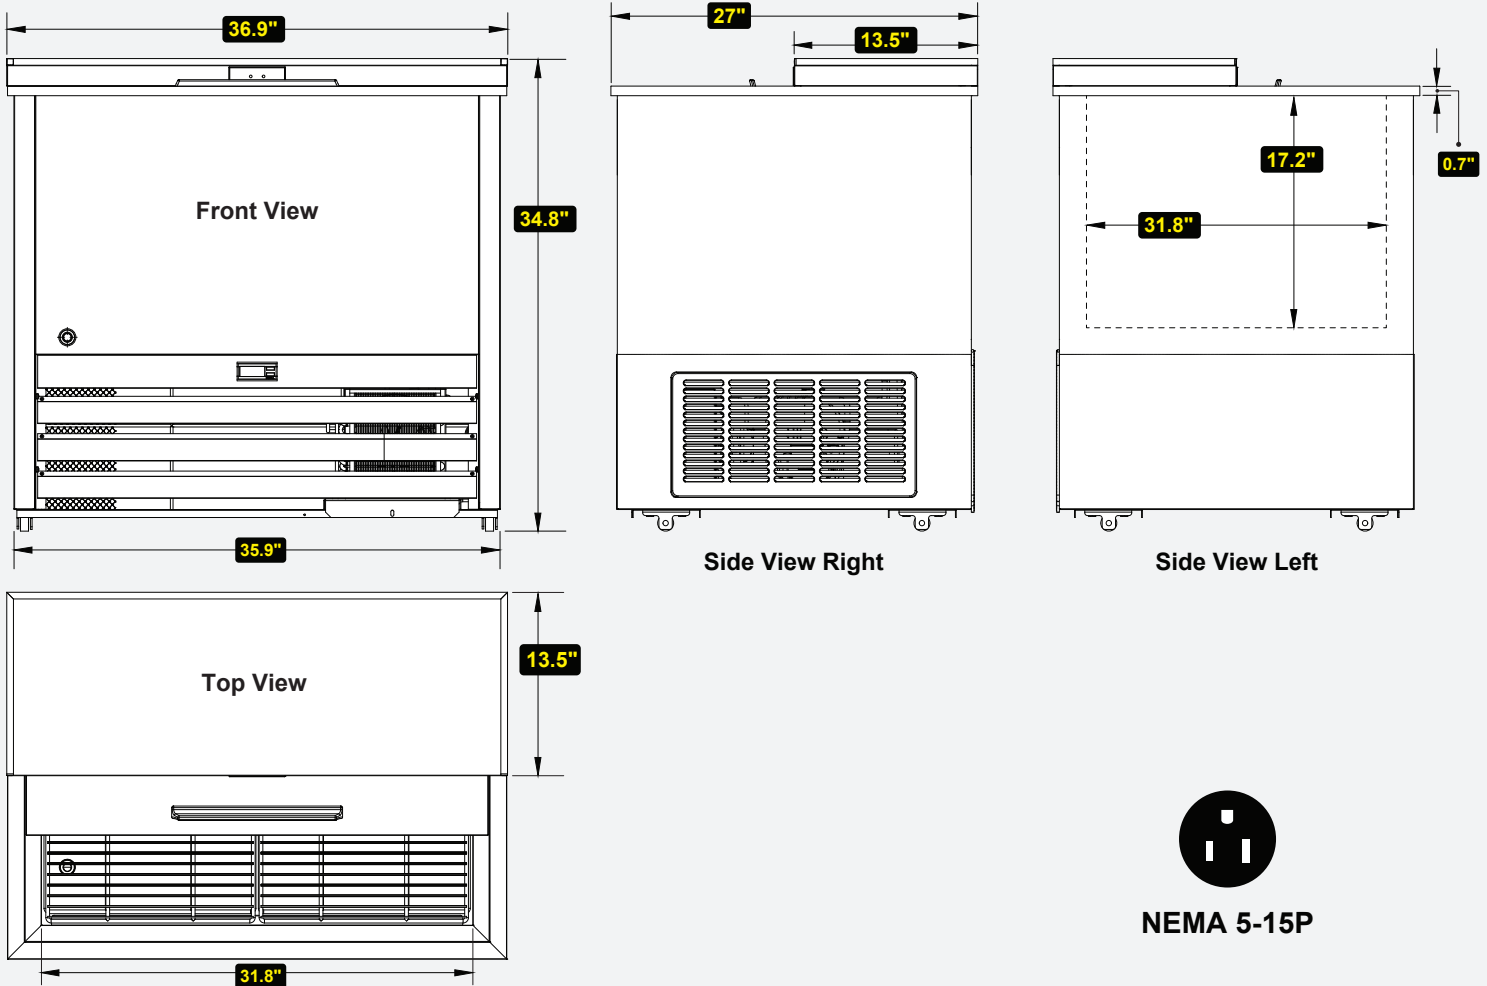 36.9"
27"
13.5"
17.2"
0.7"
Front View
34.8"
31.8"
35.9"
Side View Right
Side View Left
13.5"
Top View
NEMA 5-15P
31.8"